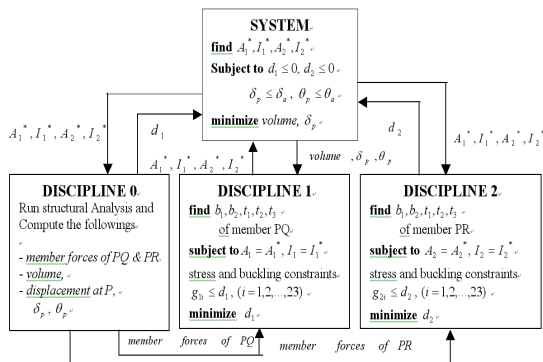 SYSTEM
find A₁*, I₁*, A₂*, I₂*
Subject to d₁ ≤ 0, d₂ ≤ 0
δₚ ≤ δₐ , θₚ ≤ θₐ
minimize volume, δₚ
A₁*, I₁*, A₂*, I₂*
d₁
A₁*, I₁*, A₂*, I₂*
volume , δₚ , θₚ
d₂
A₁*, I₁*, A₂*, I₂*
DISCIPLINE 0
Run structural Analysis and
Compute the followings
- member forces of PQ & PR
- volume,
- displacement at P,
δₚ, θₚ
DISCIPLINE 1
find b₁, b₂, t₁, t₂, t₃
of member PQ
subject to A₁ = A₁*, I₁ = I₁*
stress and buckling constraints
g₁ᵢ ≤ d₁ , (i = 1,2,...,23)
minimize d₁
DISCIPLINE 2
find b₁, b₂, t₁, t₂, t₃
of member PR
subject to A₂ = A₂*, I₂ = I₂*
stress and buckling constraints
g₂ᵢ ≤ d₂ , (i = 1,2,...,23)
minimize d₂
member forces of PQ
member forces of PR